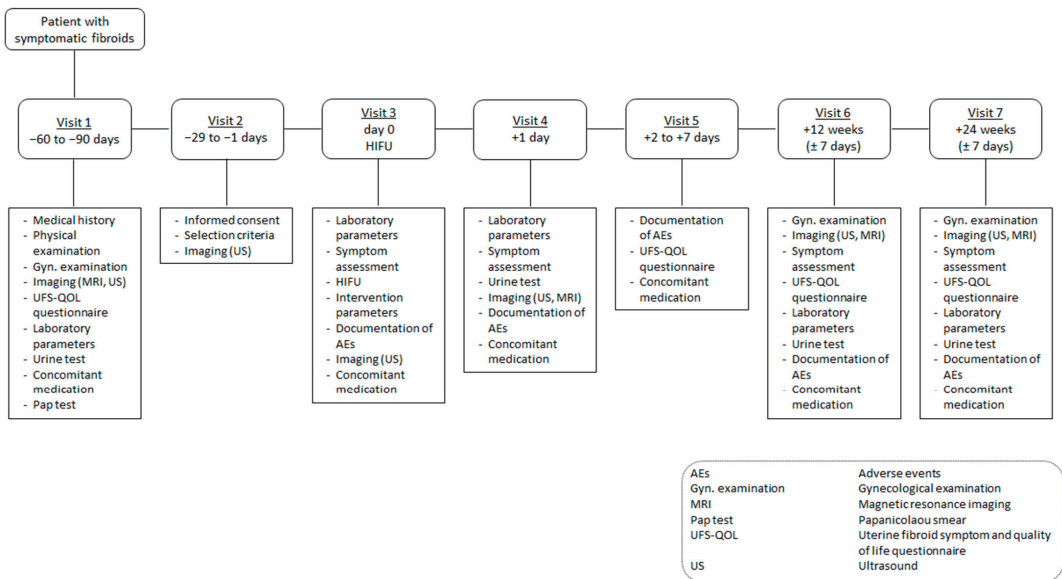 Patient with
symptomatic fibroids
Visit 1
−60 to −90 days
Visit 2
−29 to −1 days
Visit 3
day 0
HIFU
Visit 4
+1 day
Visit 5
+2 to +7 days
Visit 6
+12 weeks
(± 7 days)
Visit 7
+24 weeks
(± 7 days)
- Medical history
- Physical
examination
- Gyn. examination
- Imaging (MRI, US)
- UFS-QOL
questionnaire
- Laboratory
parameters
- Urine test
- Concomitant
medication
- Pap test
- Informed consent
- Selection criteria
- Imaging (US)
- Laboratory
parameters
- Symptom
assessment
- HIFU
- Intervention
parameters
- Documentation of
AEs
- Imaging (US)
- Concomitant
medication
- Laboratory
parameters
- Symptom
assessment
- Urine test
- Imaging (US, MRI)
- Documentation of
AEs
- Concomitant
medication
- Documentation
of AEs
- UFS-QOL
questionnaire
- Concomitant
medication
- Gyn. examination
- Imaging (US, MRI)
- Symptom
assessment
- UFS-QOL
questionnaire
- Laboratory
parameters
- Urine test
- Documentation of
AEs
- Concomitant
medication
- Gyn. examination
- Imaging (US, MRI)
- Symptom
assessment
- UFS-QOL
questionnaire
- Laboratory
parameters
- Urine test
- Documentation of
AEs
- Concomitant
medication
AEs Adverse events
Gyn. examination Gynecological examination
MRI Magnetic resonance imaging
Pap test Papanicolaou smear
UFS-QOL Uterine fibroid symptom and quality
of life questionnaire
US Ultrasound